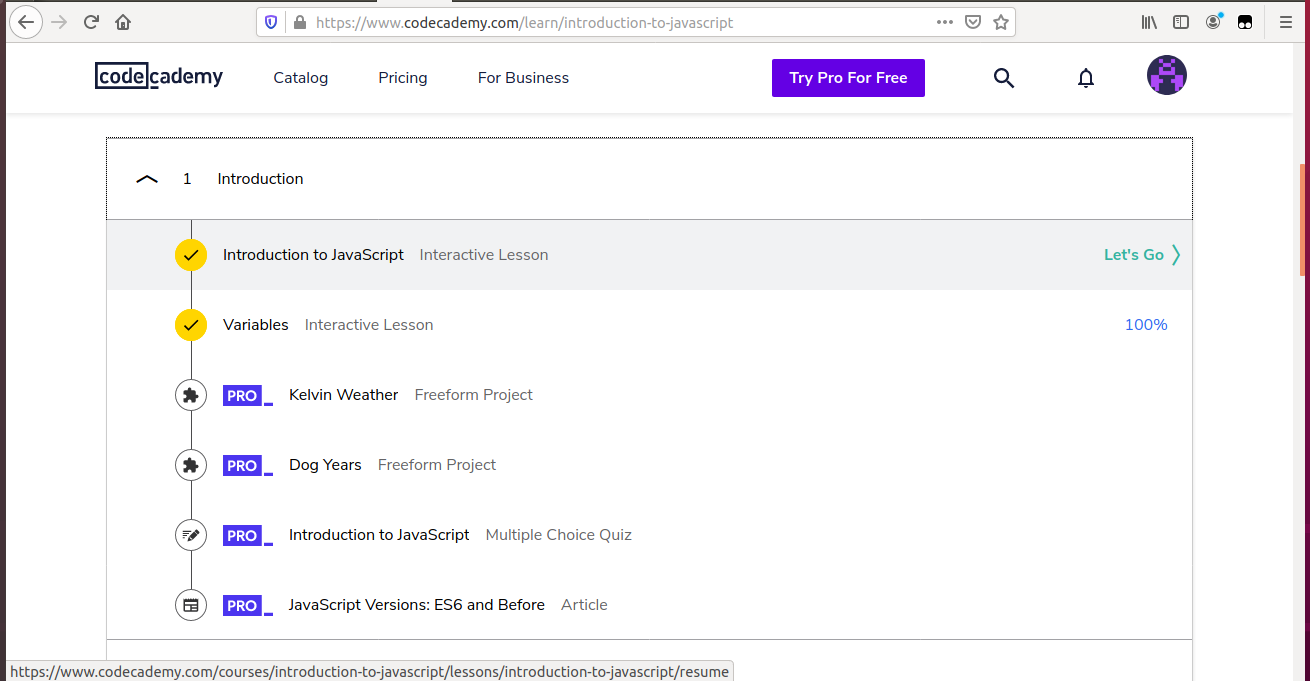 https://www.codecademy.com/learn/introduction-to-javascript
codecademy Catalog Pricing For Business Try Pro For Free
1 Introduction
Introduction to JavaScript Interactive Lesson Let's Go
Variables Interactive Lesson 100%
PRO Kelvin Weather Freeform Project
PRO Dog Years Freeform Project
PRO Introduction to JavaScript Multiple Choice Quiz
PRO JavaScript Versions: ES6 and Before Article
https://www.codecademy.com/courses/introduction-to-javascript/lessons/introduction-to-javascript/resume